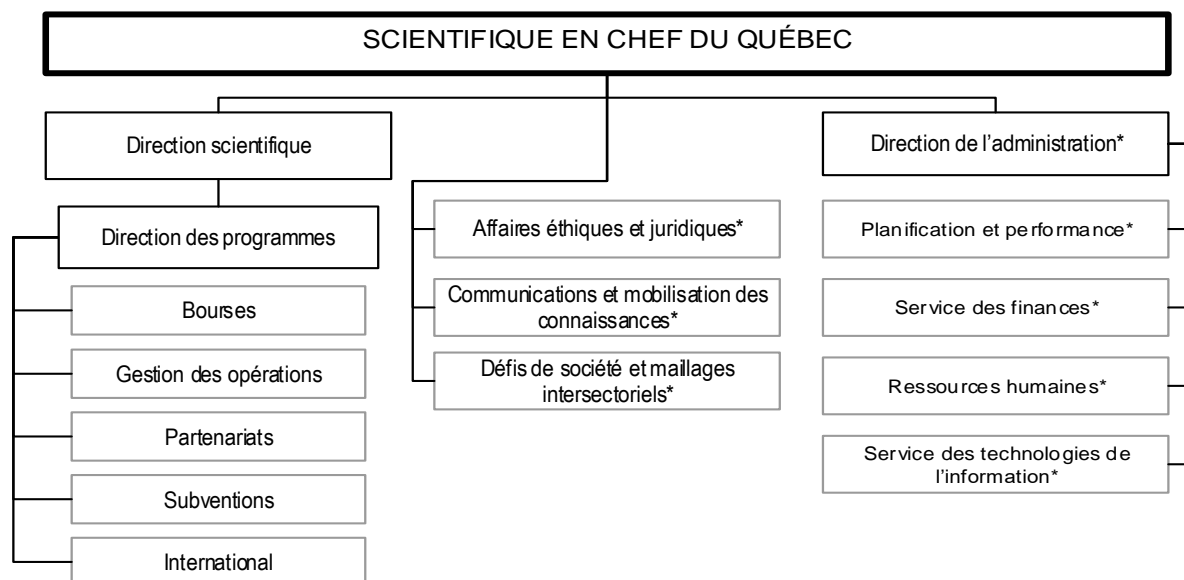 SCIENTIFIQUE EN CHEF DU QUÉBEC
Direction scientifique
Direction des programmes
Bourses
Gestion des opérations
Partenariats
Subventions
International
Affaires éthiques et juridiques*
Communications et mobilisation des
connaissances*
Défis de société et maillages
intersectoriels*
Direction de l'administration*
Planification et performance*
Service des finances*
Ressources humaines*
Service des technologies de
l'information*